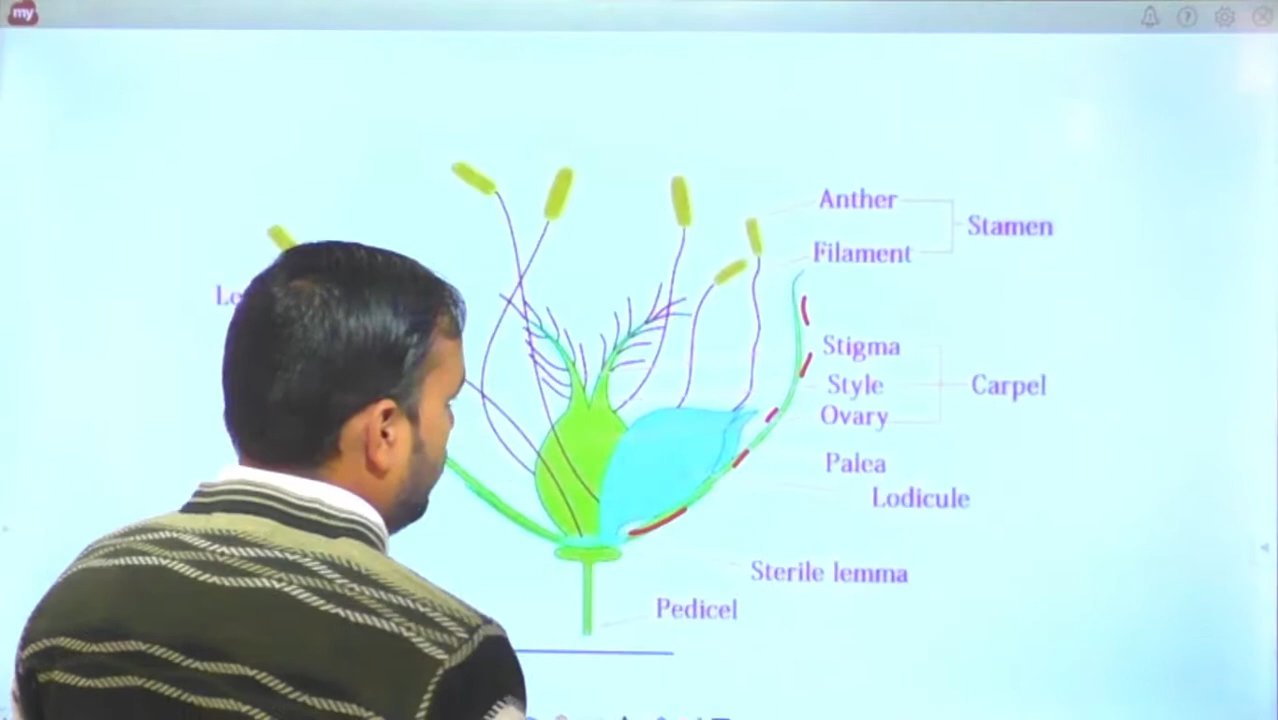 my
Anther
Stamen
Filament
Stigma
Style
Carpel
Ovary
Palea
Lodicule
Sterile lemma
Pedicel